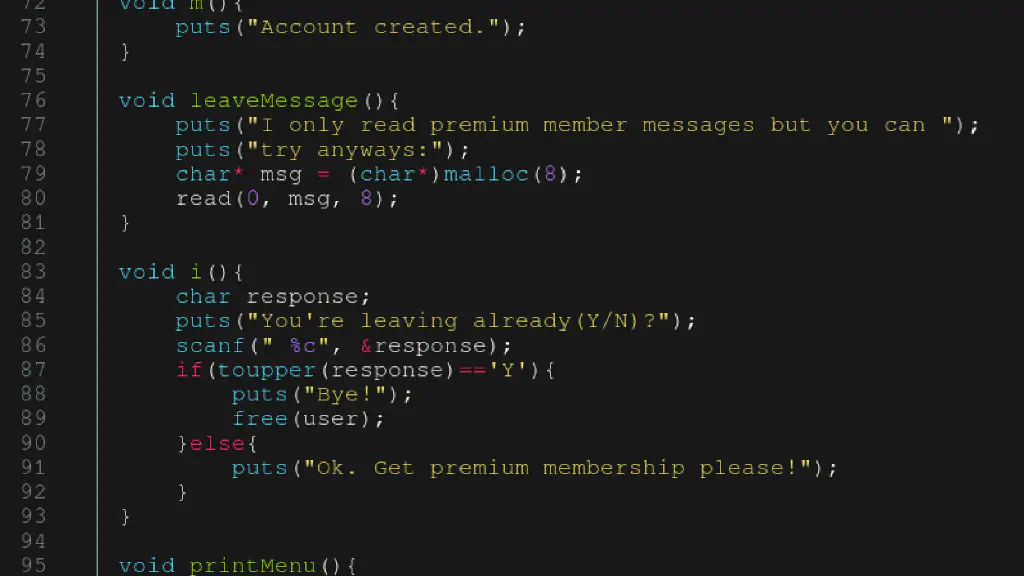 72 void m(){
73 puts("Account created.");
74 }
75
76 void leaveMessage(){
77 puts("I only read premium member messages but you can ");
78 puts("try anyways:");
79 char* msg = (char*)malloc(8);
80 read(0, msg, 8);
81 }
82
83 void i(){
84 char response;
85 puts("You're leaving already(Y/N)?");
86 scanf(" %c", &response);
87 if(toupper(response)=='Y'){
88 puts("Bye!");
89 free(user);
90 }else{
91 puts("Ok. Get premium membership please!");
92 }
93 }
94
95 void printMenu(){